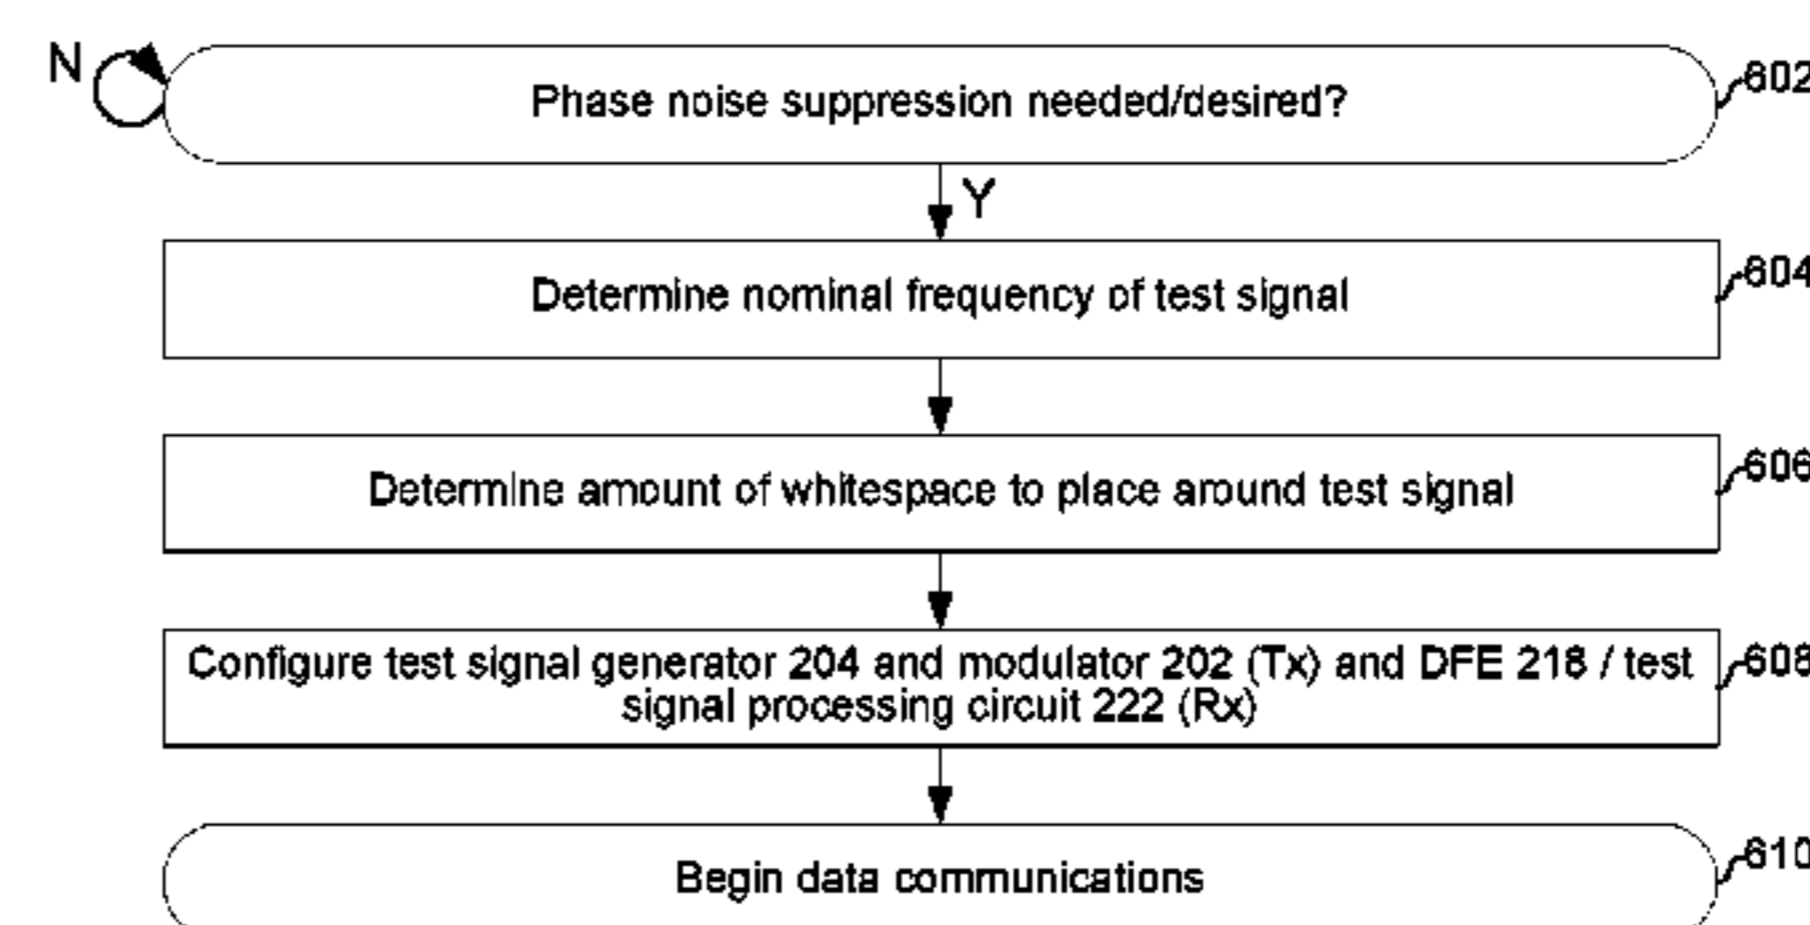 N
Phase noise suppression needed/desired?
602
Y
Determine nominal frequency of test signal
604
Determine amount of whitespace to place around test signal
606
Configure test signal generator 204 and modulator 202 (Tx) and DFE 218 / test
signal processing circuit 222 (Rx)
608
Begin data communications
610